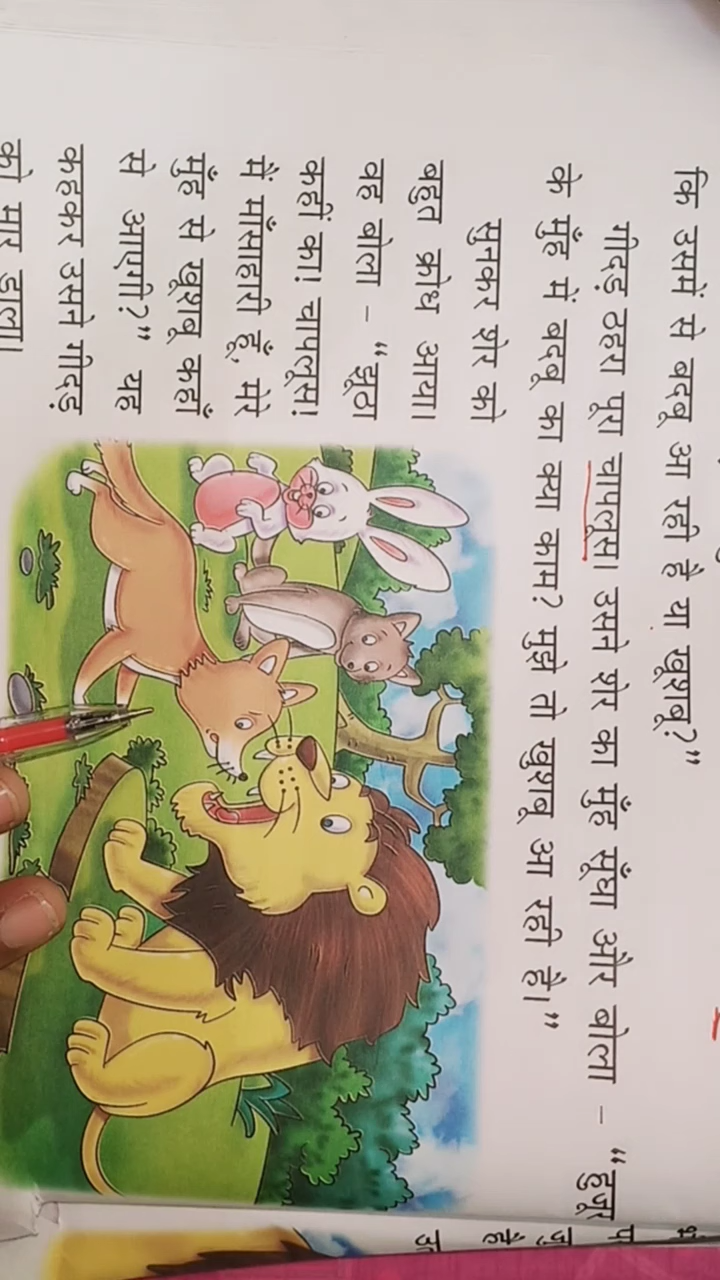 कि उसमें से बदबू आ रही है या खुशबू?”
गीदड़ ठहरा पूरा चापलूस। उसने शेर का मुँह सूँघा और बोला – “हुज़ूर
के मुँह में बदबू का क्या काम? मुझे तो खुशबू आ रही है।”
सुनकर शेर को
बहुत क्रोध आया।
वह बोला – “झूठा
कहीं का! चापलूस!
मैं माँसाहारी हूँ, मेरे
मुँह से खूशबू कहाँ
से आएगी?” यह
कहकर उसने गीदड़
को मार डाला।